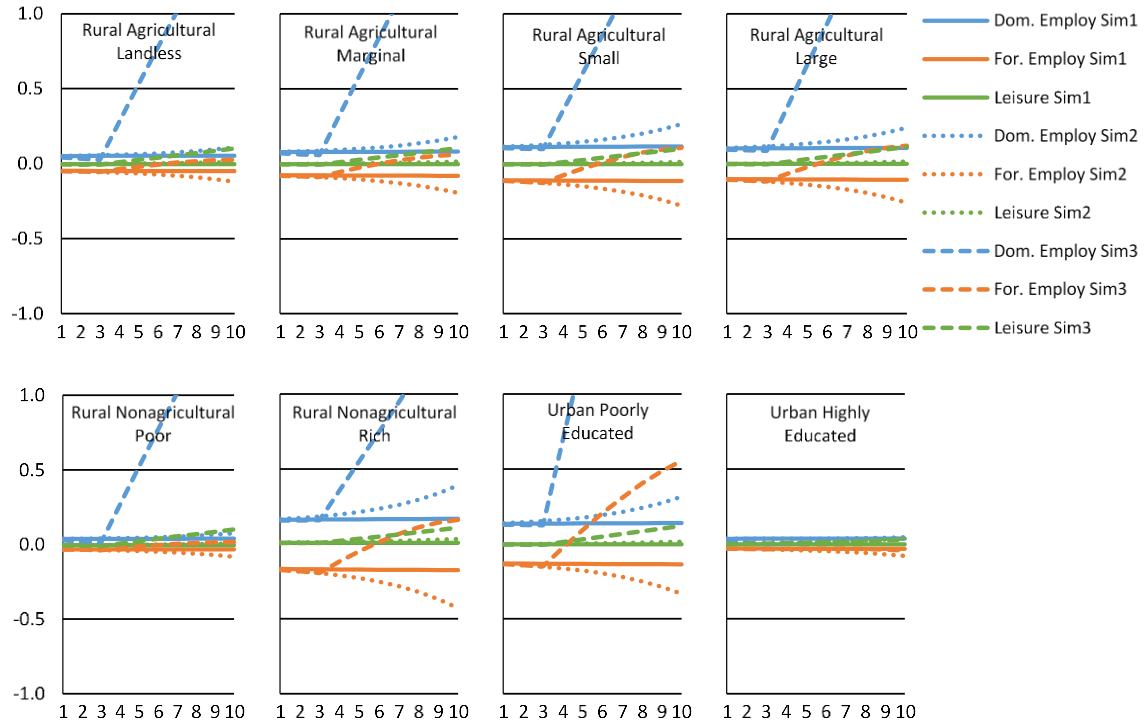 Rural Agricultural
Landless
Rural Agricultural
Marginal
Rural Agricultural
Small
Rural Agricultural
Large
1.0
0.5
0.0
-0.5
-1.0
1 2 3 4 5 6 7 8 9 10
1 2 3 4 5 6 7 8 9 10
1 2 3 4 5 6 7 8 9 10
1 2 3 4 5 6 7 8 9 10
Dom. Employ Sim1
For. Employ Sim1
Leisure Sim1
Dom. Employ Sim2
For. Employ Sim2
Leisure Sim2
Dom. Employ Sim3
For. Employ Sim3
Leisure Sim3
Rural Nonagricultural
Poor
Rural Nonagricultural
Rich
Urban Poorly
Educated
Urban Highly
Educated
1.0
0.5
0.0
-0.5
-1.0
1 2 3 4 5 6 7 8 9 10
1 2 3 4 5 6 7 8 9 10
1 2 3 4 5 6 7 8 9 10
1 2 3 4 5 6 7 8 9 10